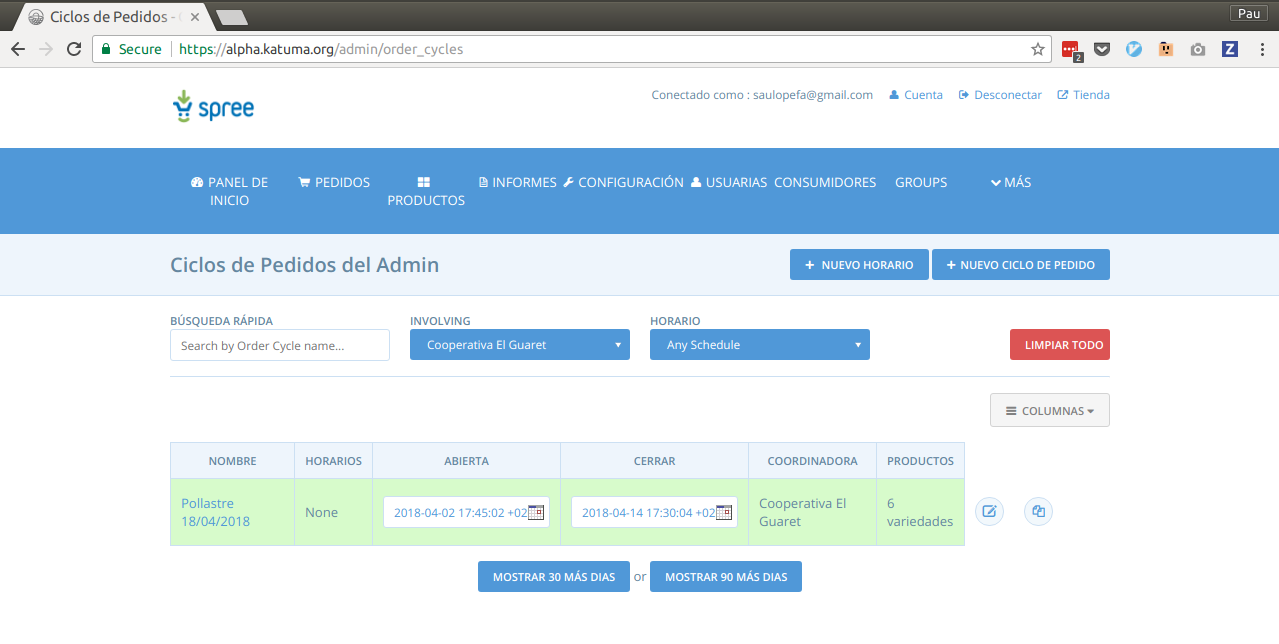 Ciclos de Pedidos -
Pau
Secure https://alpha.katuma.org/admin/order_cycles
2
Z
spree
Conectado como : saulopefa@gmail.com Cuenta Desconectar Tienda
PANEL DE INICIO
PEDIDOS
PRODUCTOS
INFORMES
CONFIGURACIÓN
USUARIAS
CONSUMIDORES
GROUPS
MÁS
Ciclos de Pedidos del Admin
+ NUEVO HORARIO
+ NUEVO CICLO DE PEDIDO
BÚSQUEDA RÁPIDA INVOLVING HORARIO
Search by Order Cycle name... Cooperativa El Guaret Any Schedule LIMPIAR TODO
COLUMNAS
NOMBRE HORARIOS ABIERTA CERRAR COORDINADORA PRODUCTOS
Pollastre 18/04/2018
None
2018-04-02 17:45:02 +02
2018-04-14 17:30:04 +02
Cooperativa El Guaret
6 variedades
MOSTRAR 30 MÁS DIAS or MOSTRAR 90 MÁS DIAS